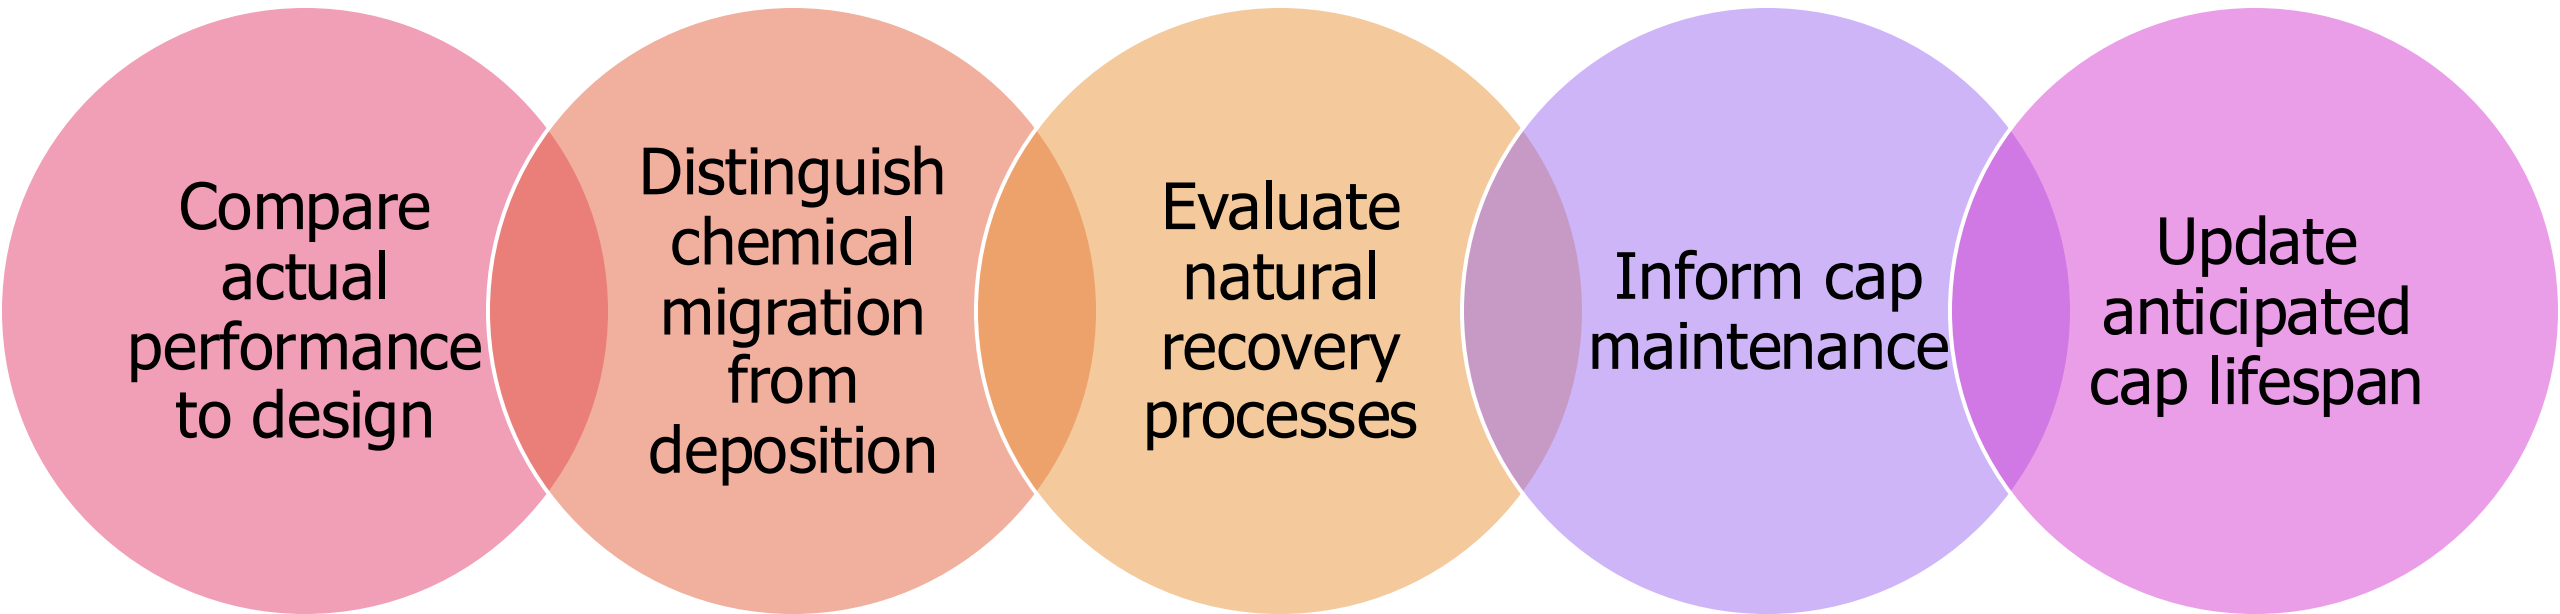 Compare
actual
performance
to design
Distinguish
chemical
migration
from
deposition
Evaluate
natural
recovery
processes
Inform cap
maintenance
Update
anticipated
cap lifespan